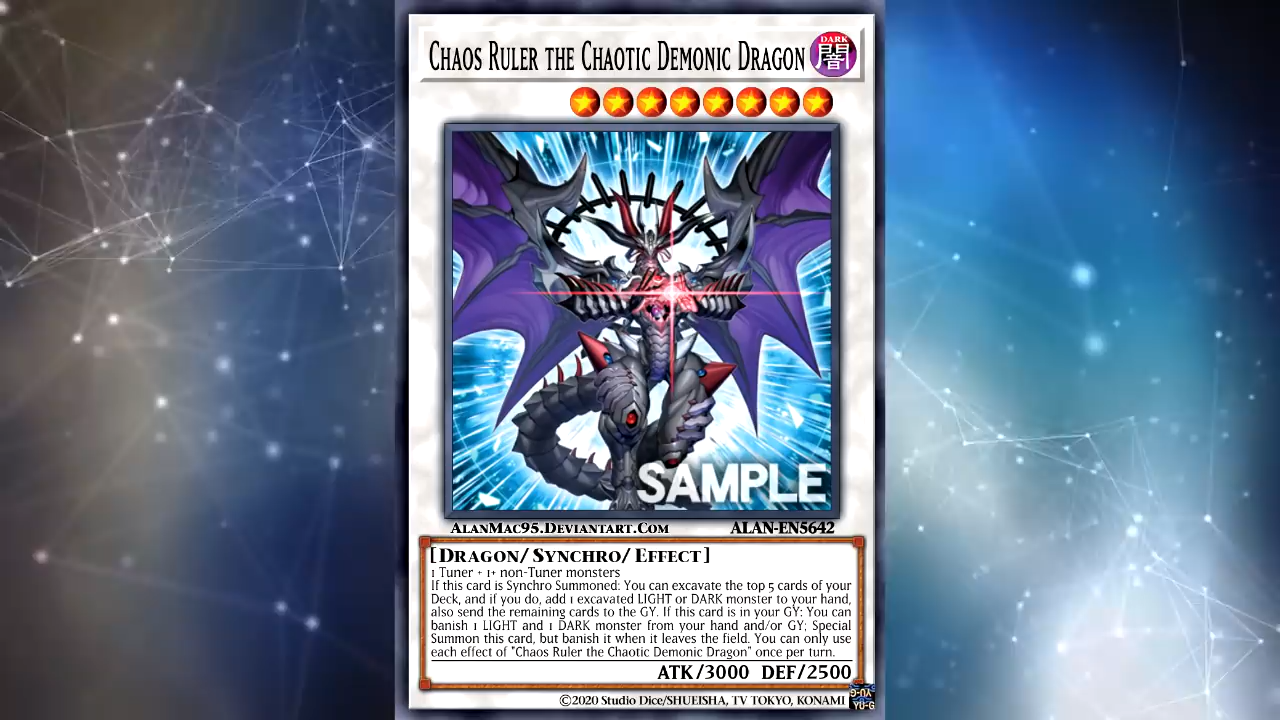 Chaos Ruler the Chaotic Demonic Dragon
DARK
闇
SAMPLE
AlanMac95.Deviantart.Com ALAN-EN5642
[Dragon/Synchro/Effect]
1 Tuner + 1+ non-Tuner monsters
If this card is Synchro Summoned: You can excavate the top 5 cards of your
Deck, and if you do, add 1 excavated LIGHT or DARK monster to your hand,
also send the remaining cards to the GY. If this card is in your GY: You can
banish 1 LIGHT and 1 DARK monster from your hand and/or GY; Special
Summon this card, but banish it when it leaves the field. You can only use
each effect of "Chaos Ruler the Chaotic Demonic Dragon" once per turn.
ATK/3000 DEF/2500
©2020 Studio Dice/SHUEISHA, TV TOKYO, KONAMI